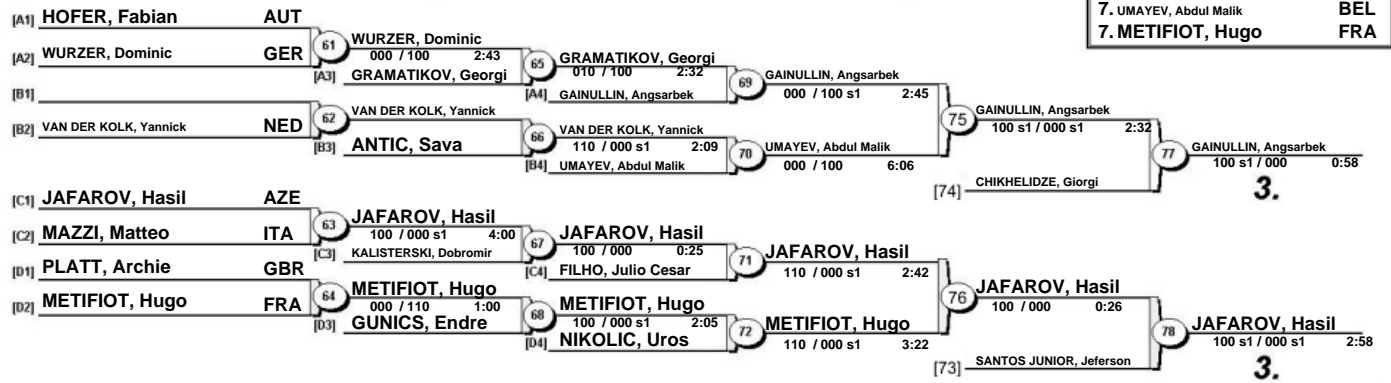 7. UMAYEV, Abdul Malik BEL
7. METIFIOT, Hugo FRA
[A1] HOFER, Fabian AUT
[A2] WURZER, Dominic GER
61
WURZER, Dominic
000 / 100 2:43
[A3] GRAMATIKOV, Georgi
65
GRAMATIKOV, Georgi
010 / 100 2:32
[A4] GAINULLIN, Angsarbek
69
GAINULLIN, Angsarbek
000 / 100 s1 2:45
[B1]
[B2] VAN DER KOLK, Yannick NED
62
VAN DER KOLK, Yannick
[B3] ANTIC, Sava
66
VAN DER KOLK, Yannick
110 / 000 s1 2:09
[B4] UMAYEV, Abdul Malik
70
UMAYEV, Abdul Malik
000 / 100 6:06
75
GAINULLIN, Angsarbek
100 s1 / 000 s1 2:32
[74] CHIKHELIDZE, Giorgi
77
GAINULLIN, Angsarbek
100 s1 / 000 0:58
3.
[C1] JAFAROV, Hasil AZE
[C2] MAZZI, Matteo ITA
63
JAFAROV, Hasil
100 / 000 s1 4:00
[C3] KALISTERSKI, Dobromir
67
JAFAROV, Hasil
100 / 000 0:25
[C4] FILHO, Julio Cesar
71
JAFAROV, Hasil
110 / 000 s1 2:42
[D1] PLATT, Archie GBR
[D2] METIFIOT, Hugo FRA
64
METIFIOT, Hugo
000 / 110 1:00
[D3] GUNICS, Endre
68
METIFIOT, Hugo
100 / 000 s1 2:05
[D4] NIKOLIC, Uros
72
METIFIOT, Hugo
110 / 000 s1 3:22
76
JAFAROV, Hasil
100 / 000 0:26
[73] SANTOS JUNIOR, Jeferson
78
JAFAROV, Hasil
100 s1 / 000 s1 2:58
3.